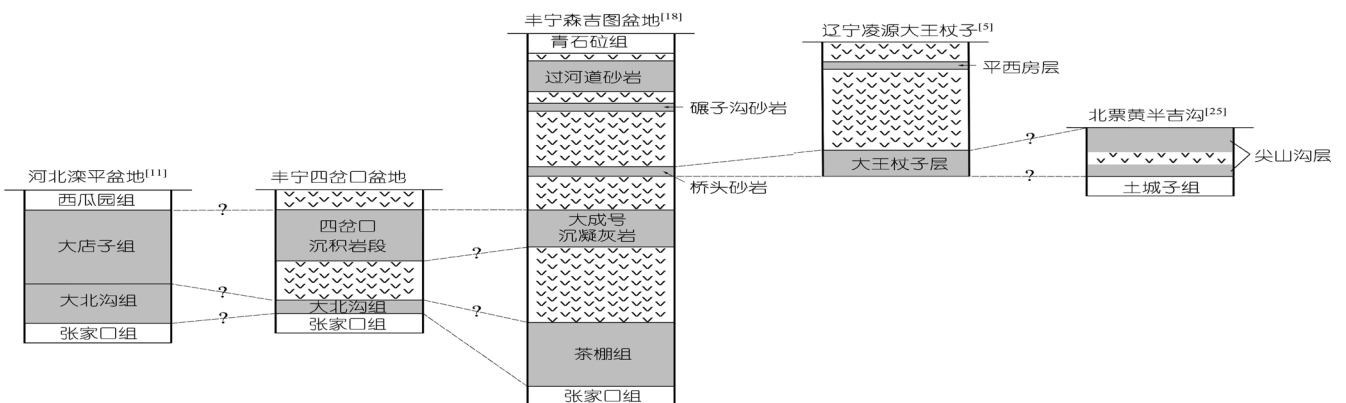 河北滦平盆地[11]
西瓜园组
大店子组
大北沟组
张家口组
?
?
?
丰宁四岔口盆地
四岔口
沉积岩段
大北沟组
张家口组
?
?
丰宁森吉图盆地[18]
青石砬组
过河道砂岩
碾子沟砂岩
桥头砂岩
大成号
沉凝灰岩
茶棚组
张家口组
辽宁凌源大王杖子[5]
平西房层
大王杖子层
?
?
北票黄半吉沟[25]
尖山沟层
土城子组